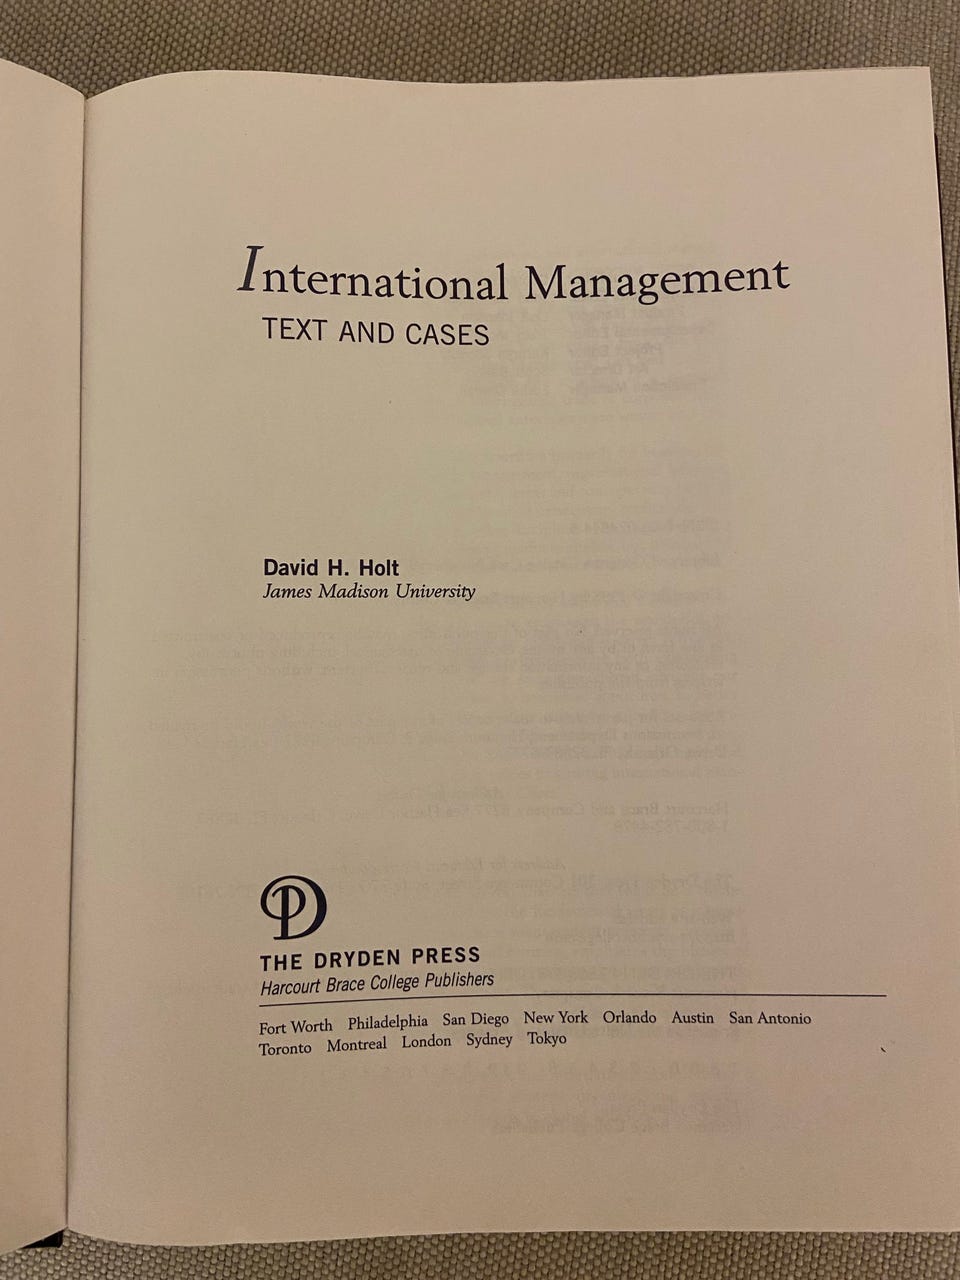 International Management
TEXT AND CASES
David H. Holt
James Madison University
THE DRYDEN PRESS
Harcourt Brace College Publishers
Fort Worth Philadelphia San Diego New York Orlando Austin San Antonio
Toronto Montreal London Sydney Tokyo